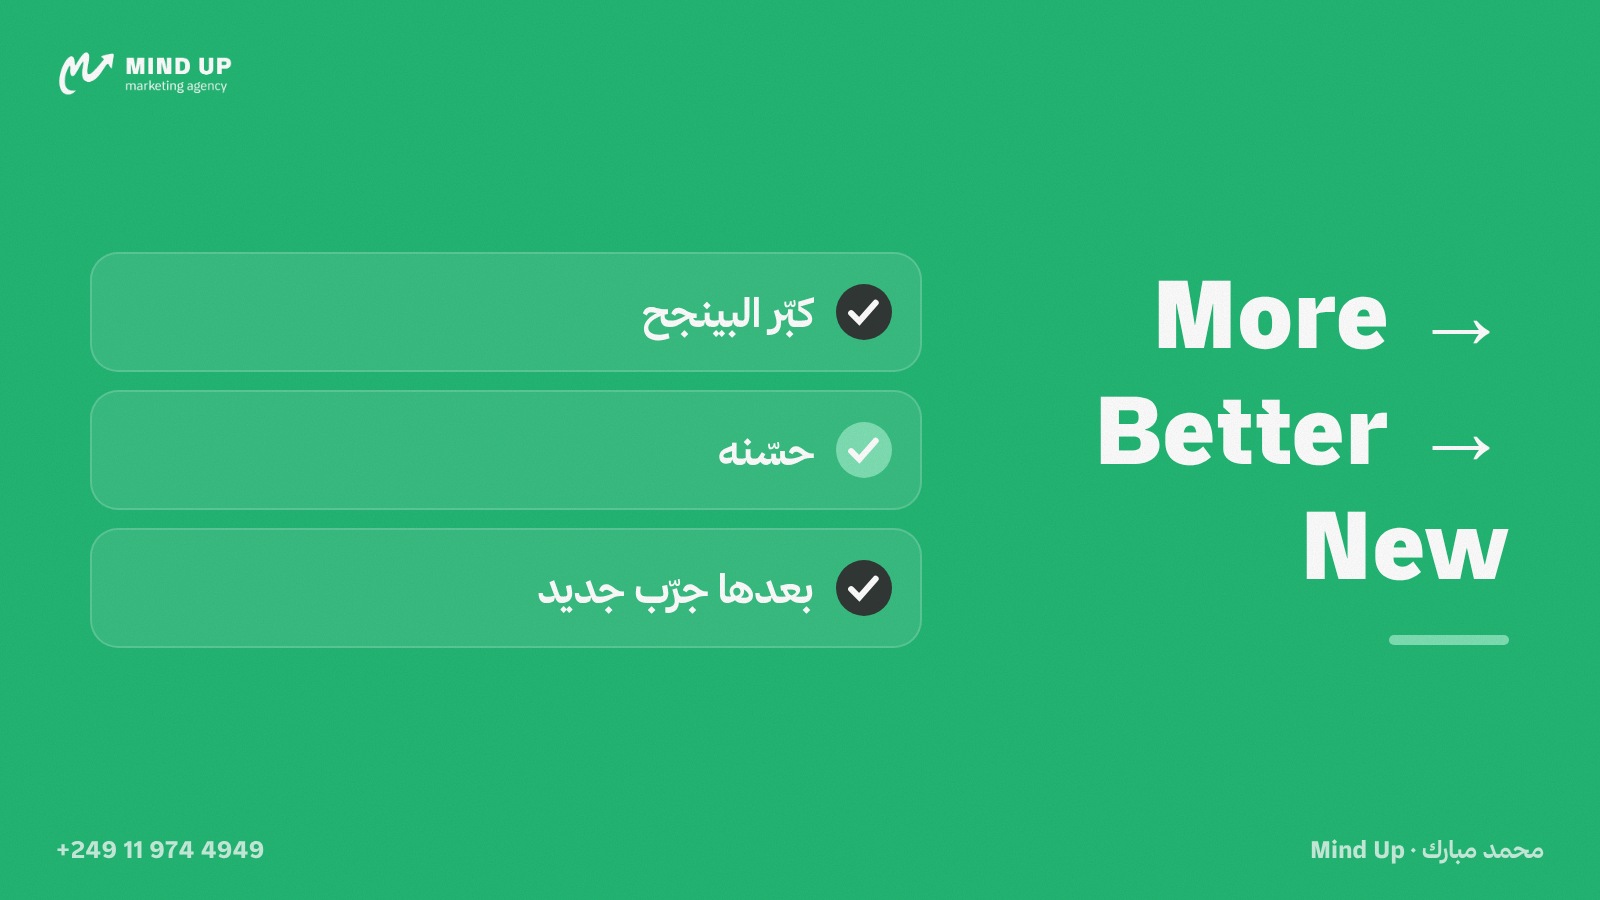 MIND UP
marketing agency
More →
Better →
New
كبّر البينجح
حسّنه
بعدها جرّب جديد
+249 11 974 4949
محمد مبارك · Mind Up